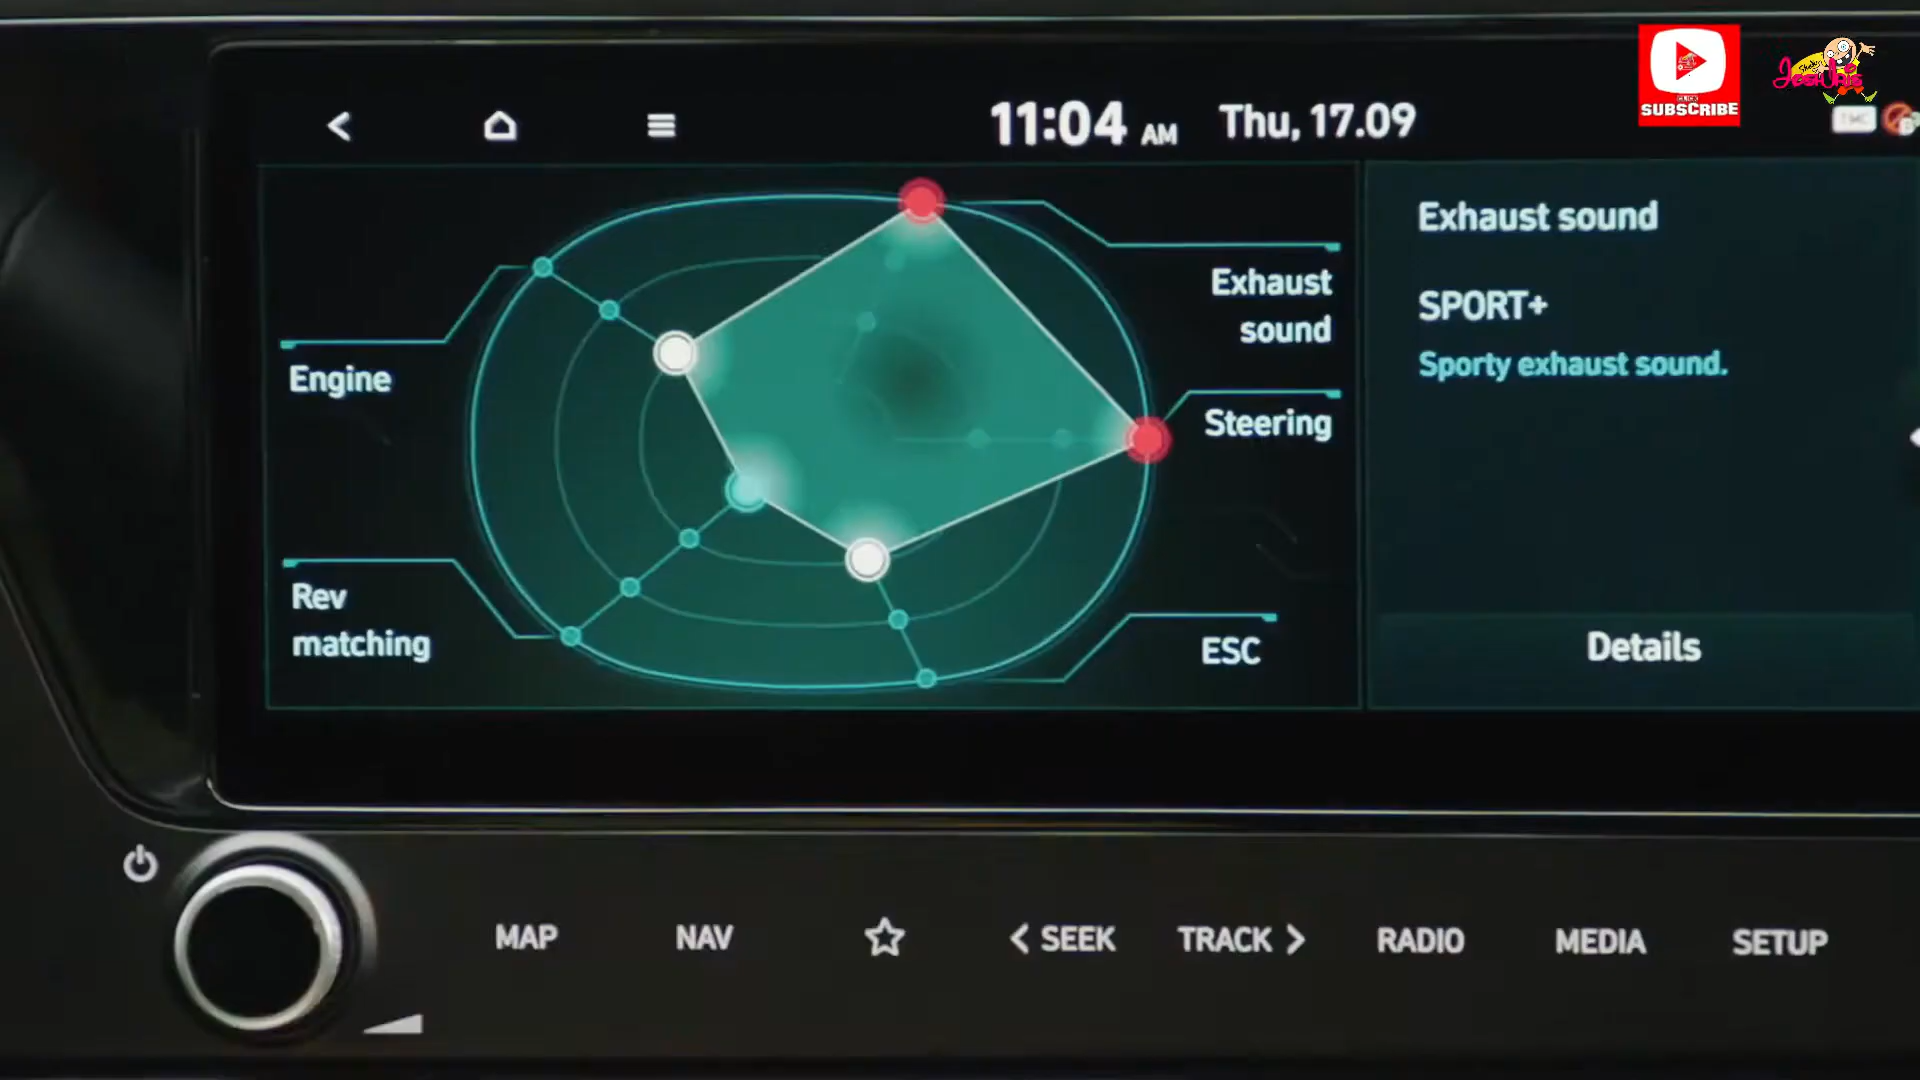 SUBSCRIBE
11:04 AM
Thu, 17.09
Exhaust sound
SPORT+
Sporty exhaust sound.
Exhaust
sound
Engine
Steering
Rev
matching
ESC
Details
MAP
NAV
SEEK
TRACK
RADIO
MEDIA
SETUP